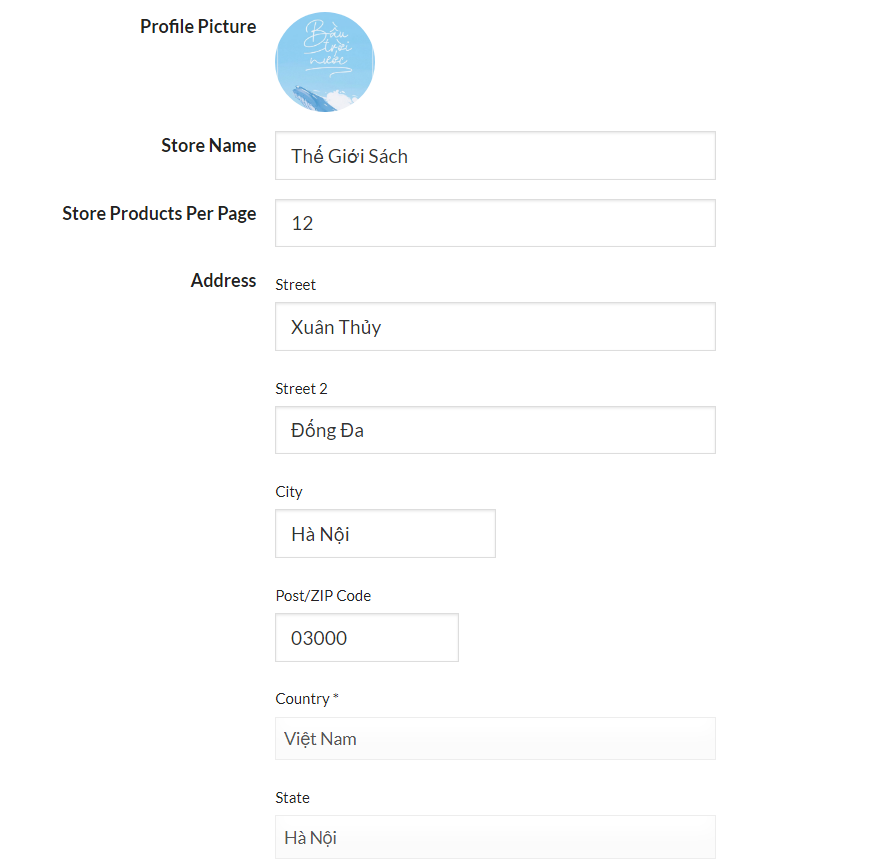 Profile Picture
Bầu
trời
nước
Store Name
Thế Giới Sách
Store Products Per Page
12
Address
Street
Xuân Thủy
Street 2
Đống Đa
City
Hà Nội
Post/ZIP Code
03000
Country *
Việt Nam
State
Hà Nội